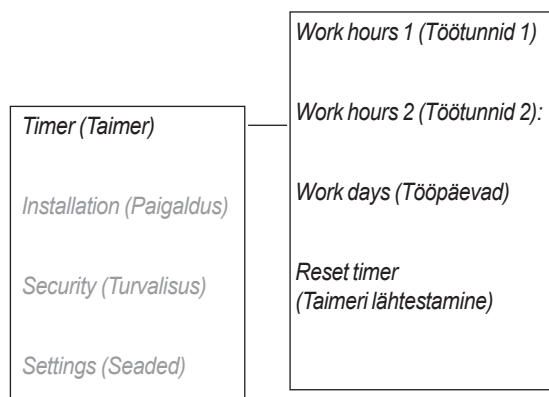 Timer (Taimer)
Installation (Paigaldus)
Security (Turvalisus)
Settings (Seaded)
Work hours 1 (Töötunnid 1)
Work hours 2 (Töötunnid 2):
Work days (Tööpäevad)
Reset timer
(Taimeri lähtestamine)